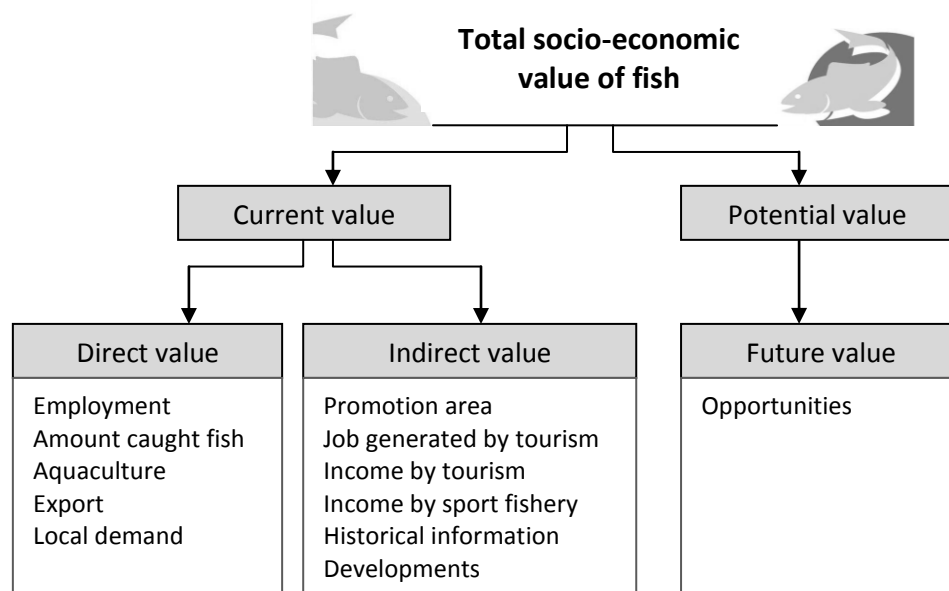 Total socio-economic
value of fish
Current value
Potential value
Direct value
Indirect value
Future value
Employment
Amount caught fish
Aquaculture
Export
Local demand
Promotion area
Job generated by tourism
Income by tourism
Income by sport fishery
Historical information
Developments
Opportunities